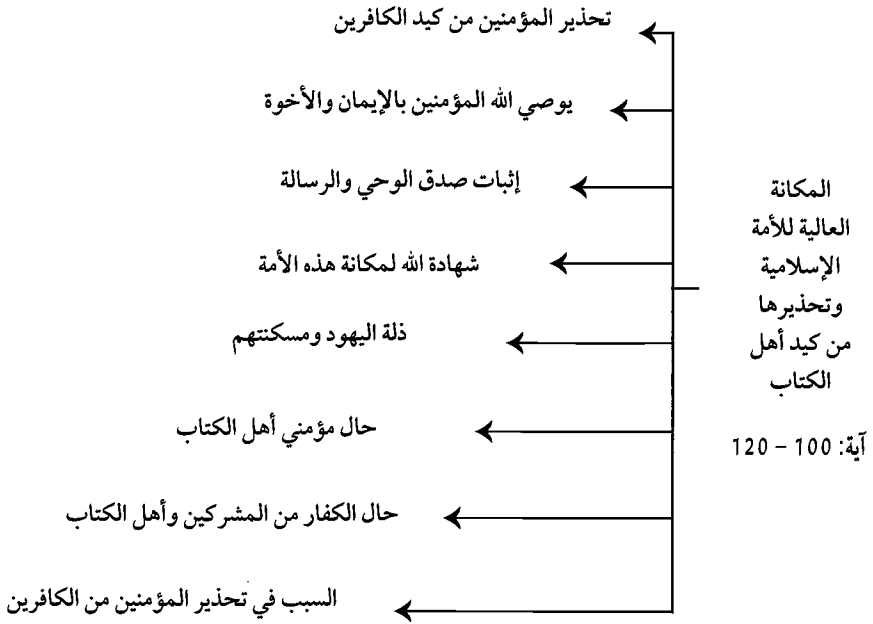 المكانة
العالية للأمة
الإسلامية
وتحذيرها
من كيد أهل
الكتاب
آية: 100 – 120
تحذير المؤمنين من كيد الكافرين
يوصي الله المؤمنين بالإيمان والأخوة
إثبات صدق الوحي والرسالة
شهادة الله لمكانة هذه الأمة
ذلة اليهود ومسكنتهم
حال مؤمني أهل الكتاب
حال الكفار من المشركين وأهل الكتاب
السبب في تحذير المؤمنين من الكافرين